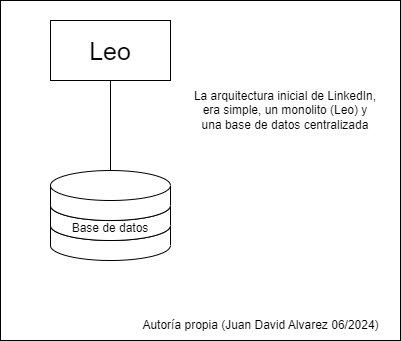 Leo
La arquitectura inicial de LinkedIn,
era simple, un monolito (Leo) y
una base de datos centralizada
Base de datos
Autoría propia (Juan David Alvarez 06/2024)